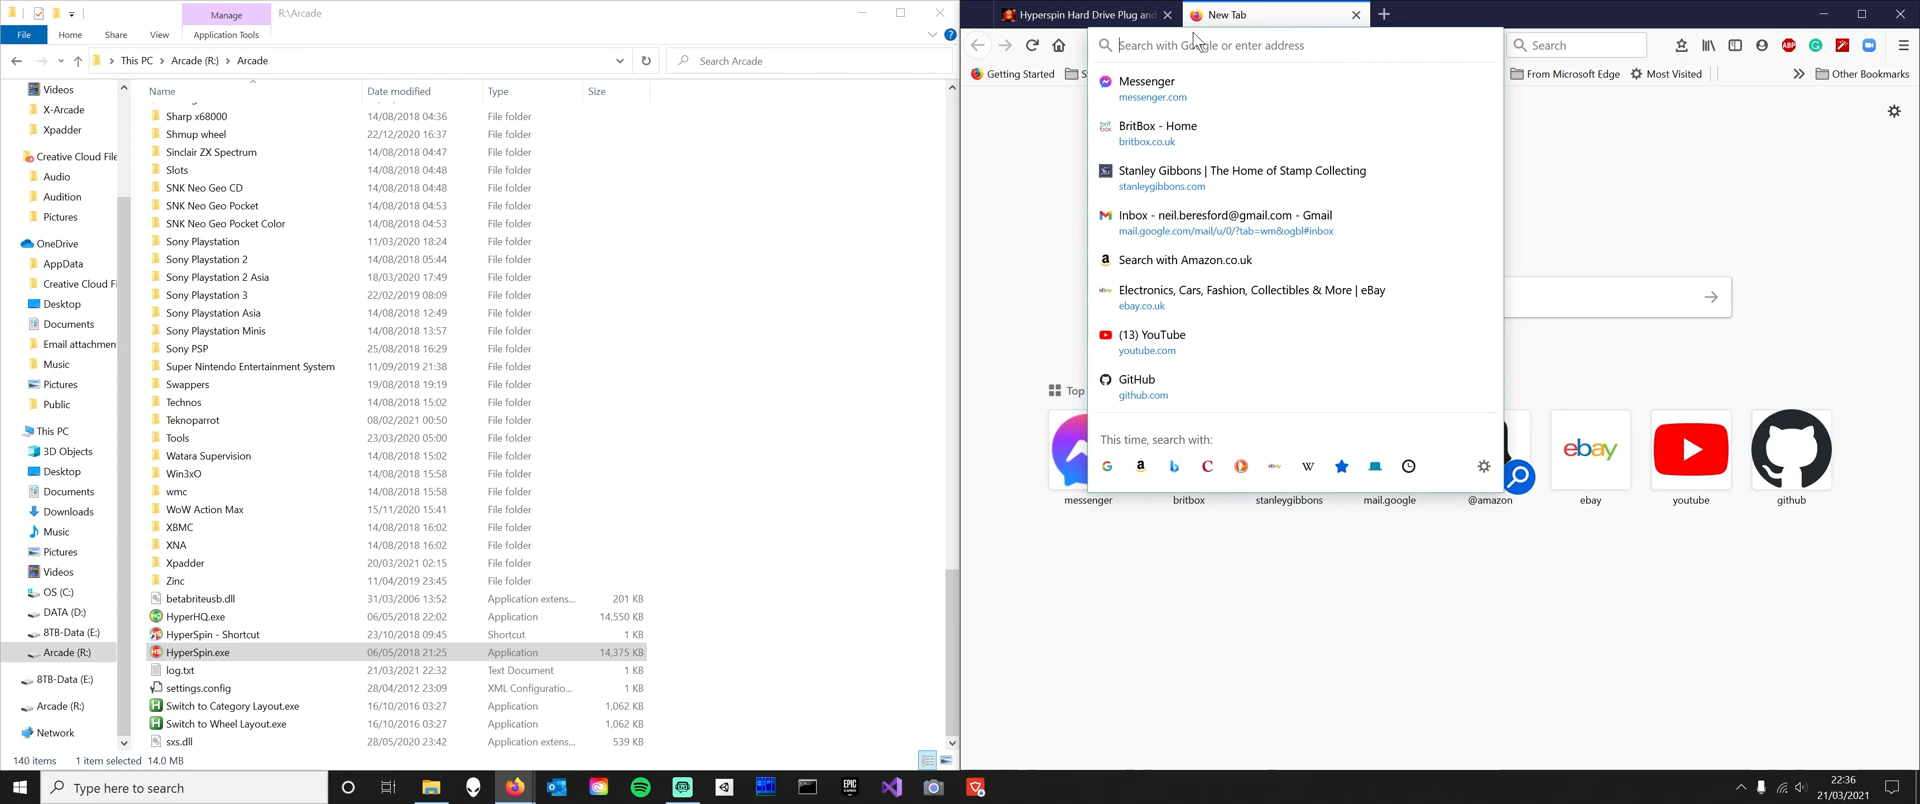 Manage
R:\Arcade
File
Home
Share
View
Application Tools
This PC
Arcade (R:)
Arcade
Search Arcade
Name
Date modified
Type
Size
Videos
X-Arcade
Xpadder
Creative Cloud File
Audio
Audition
Pictures
OneDrive
AppData
Creative Cloud Fi
Desktop
Documents
Email attachmen
Music
Pictures
Public
This PC
3D Objects
Desktop
Documents
Downloads
Music
Pictures
Videos
OS (C:)
DATA (D:)
8TB-Data (E:)
Arcade (R:)
8TB-Data (E:)
Arcade (R:)
Network
Sharp x68000 14/08/2018 04:36 File folder
Shmup wheel 22/12/2020 16:37 File folder
Sinclair ZX Spectrum 14/08/2018 04:47 File folder
Slots 14/08/2018 04:48 File folder
SNK Neo Geo CD 14/08/2018 04:48 File folder
SNK Neo Geo Pocket 14/08/2018 04:53 File folder
SNK Neo Geo Pocket Color 14/08/2018 04:53 File folder
Sony Playstation 11/03/2020 18:24 File folder
Sony Playstation 2 14/08/2018 05:44 File folder
Sony Playstation 2 Asia 18/03/2020 17:49 File folder
Sony Playstation 3 22/02/2019 08:09 File folder
Sony Playstation Asia 14/08/2018 12:49 File folder
Sony Playstation Minis 14/08/2018 13:57 File folder
Sony PSP 25/08/2018 16:29 File folder
Super Nintendo Entertainment System 11/09/2019 21:38 File folder
Swappers 19/08/2018 19:19 File folder
Technos 14/08/2018 15:02 File folder
Teknoparrot 08/02/2021 00:50 File folder
Tools 23/03/2020 05:00 File folder
Watara Supervision 14/08/2018 15:02 File folder
Win3xO 14/08/2018 15:58 File folder
wmc 14/08/2018 15:58 File folder
WoW Action Max 15/11/2020 15:41 File folder
XBMC 14/08/2018 16:02 File folder
XNA 14/08/2018 16:02 File folder
Xpadder 20/03/2021 02:15 File folder
Zinc 11/04/2019 23:45 File folder
betabriteusb.dll 31/03/2006 13:52 Application extens... 201 KB
HyperHQ.exe 06/05/2018 22:02 Application 14,550 KB
HyperSpin - Shortcut 23/10/2018 09:45 Shortcut 1 KB
HyperSpin.exe 06/05/2018 21:25 Application 14,375 KB
log.txt 21/03/2021 22:32 Text Document 1 KB
settings.config 28/04/2012 23:09 XML Configuratio... 1 KB
Switch to Category Layout.exe 16/10/2016 03:27 Application 1,062 KB
Switch to Wheel Layout.exe 16/10/2016 03:27 Application 1,062 KB
sxs.dll 28/05/2020 23:42 Application extens... 539 KB
140 items 1 item selected 14.0 MB
Hyperspin Hard Drive Plug and
New Tab
Search with Google or enter address
Search
Getting Started
S
From Microsoft Edge
Most Visited
Other Bookmarks
Messenger
messenger.com
BritBox - Home
britbox.co.uk
Stanley Gibbons | The Home of Stamp Collecting
stanleygibbons.com
Inbox - neil.beresford@gmail.com - Gmail
mail.google.com/mail/u/0/?tab=wm&ogbl#inbox
Search with Amazon.co.uk
Electronics, Cars, Fashion, Collectibles & More | eBay
ebay.co.uk
(13) YouTube
youtube.com
GitHub
github.com
This time, search with:
Top
ebay
messenger
britbox
stanleygibbons
mail.google
@amazon
ebay
youtube
github
Type here to search
22:36
21/03/2021